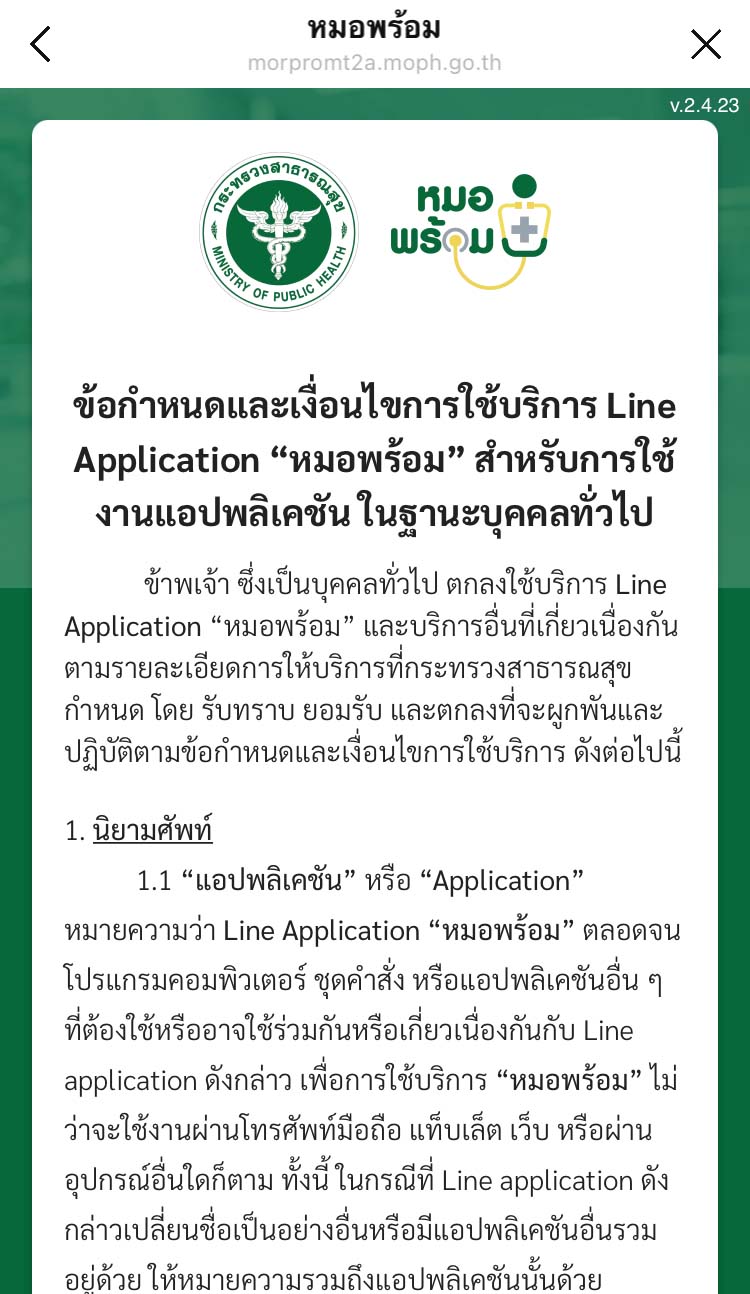 หมอพร้อม
morpromt2a.moph.go.th
v.2.4.23
กระทรวงสาธารณสุข
MINISTRY OF PUBLIC HEALTH
หมอ
พร้อม
ข้อกำหนดและเงื่อนไขการใช้บริการ Line
Application “หมอพร้อม” สำหรับการใช้
งานแอปพลิเคชัน ในฐานะบุคคลทั่วไป
ข้าพเจ้า ซึ่งเป็นบุคคลทั่วไป ตกลงใช้บริการ Line
Application “หมอพร้อม” และบริการอื่นที่เกี่ยวเนื่องกัน
ตามรายละเอียดการให้บริการที่กระทรวงสาธารณสุข
กำหนด โดย รับทราบ ยอมรับ และตกลงที่จะผูกพันและ
ปฏิบัติตามข้อกำหนดและเงื่อนไขการใช้บริการ ดังต่อไปนี้
1. นิยามศัพท์
1.1 “แอปพลิเคชัน” หรือ “Application”
หมายความว่า Line Application “หมอพร้อม” ตลอดจน
โปรแกรมคอมพิวเตอร์ ชุดคำสั่ง หรือแอปพลิเคชันอื่น ๆ
ที่ต้องใช้หรืออาจใช้ร่วมกันหรือเกี่ยวเนื่องกันกับ Line
application ดังกล่าว เพื่อการใช้บริการ “หมอพร้อม” ไม่
ว่าจะใช้งานผ่านโทรศัพท์มือถือ แท็บเล็ต เว็บ หรือผ่าน
อุปกรณ์อื่นใดก็ตาม ทั้งนี้ ในกรณีที่ Line application ดัง
กล่าวเปลี่ยนชื่อเป็นอย่างอื่นหรือมีแอปพลิเคชันอื่นรวม
อยู่ด้วย ให้หมายความรวมถึงแอปพลิเคชันนั้นด้วย